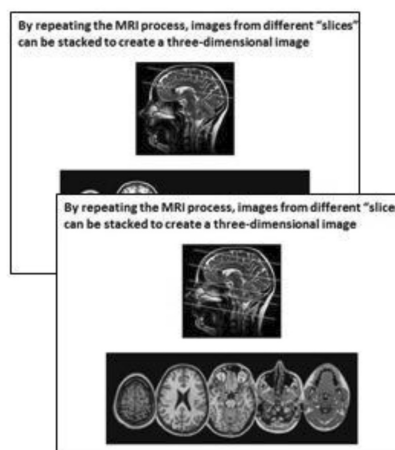 By repeating the MRI process, images from different "slices"
can be stacked to create a three-dimensional image
By repeating the MRI process, images from different "slice
can be stacked to create a three-dimensional image